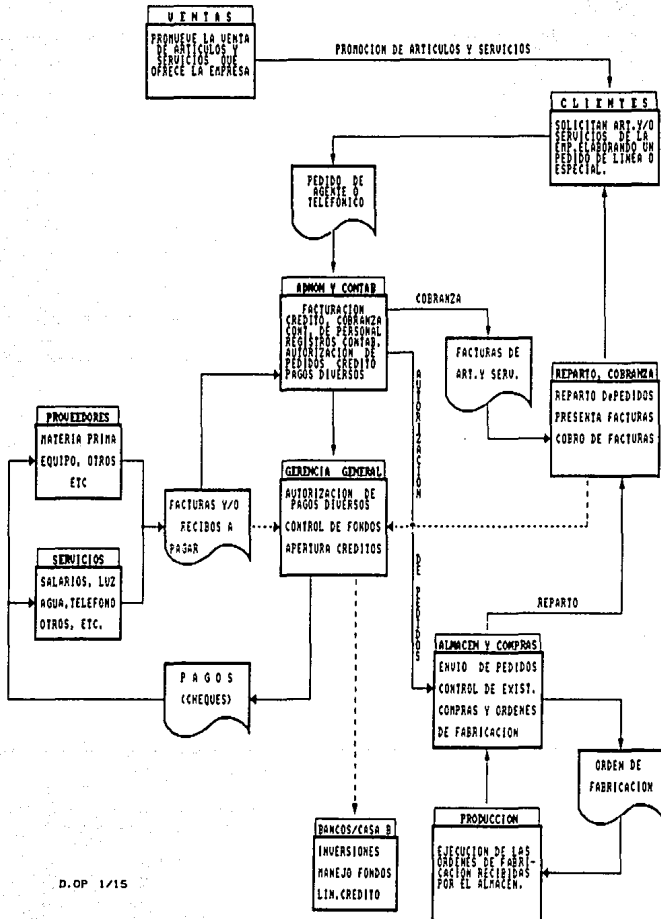 V E N T A S
PROMUEVE LA VENTA
DE ARTICULOS Y
SERVICIOS QUE
OFRECE LA EMPRESA
PROMOCION DE ARTICULOS Y SERVICIOS
C L I E N T E S
SOLICITAN ART.Y/O
SERVICIOS DE LA
EMP.ELABORANDO UN
PEDIDO DE LINEA O
ESPECIAL.
PEDIDO DE
AGENTE O
TELEFONICO
ADMON Y CONTAB
FACTURACION
CREDITO, COBRANZA
CONT. DE PERSONAL
REGISTROS CONTAB.
AUTORIZACIÓN DE
PEDIDOS CREDITO
PAGOS DIVERSOS
COBRANZA
FACTURAS DE
ART.Y SERV.
REPARTO, COBRANZA
REPARTO DePEDIDOS
PRESENTA FACTURAS
COBRO DE FACTURAS
AUTORIZACION DE PEDIDOS
PROVEEDORES
MATERIA PRIMA
EQUIPO, OTROS
ETC
FACTURAS Y/O
RECIBOS A
PAGAR
GERENCIA GENERAL
AUTORIZACION DE
PAGOS DIVERSOS
CONTROL DE FONDOS
APERTURA CREDITOS
SERVICIOS
SALARIOS, LUZ
AGUA,TELEFONO
OTROS, ETC.
REPARTO
P A G O S
(CHEQUES)
ALMACEN Y COMPRAS
ENVIO DE PEDIDOS
CONTROL DE EXIST.
COMPRAS Y ORDENES
DE FABRICACION
ORDEN DE
FABRICACION
BANCOS/CASA B
INVERSIONES
MANEJO FONDOS
LIN.CREDITO
PRODUCCION
EJECUCION DE LAS
ORDENES DE FABRI-
CACION RECIBIDAS
POR EL ALMACEN.
D.OP 1/15